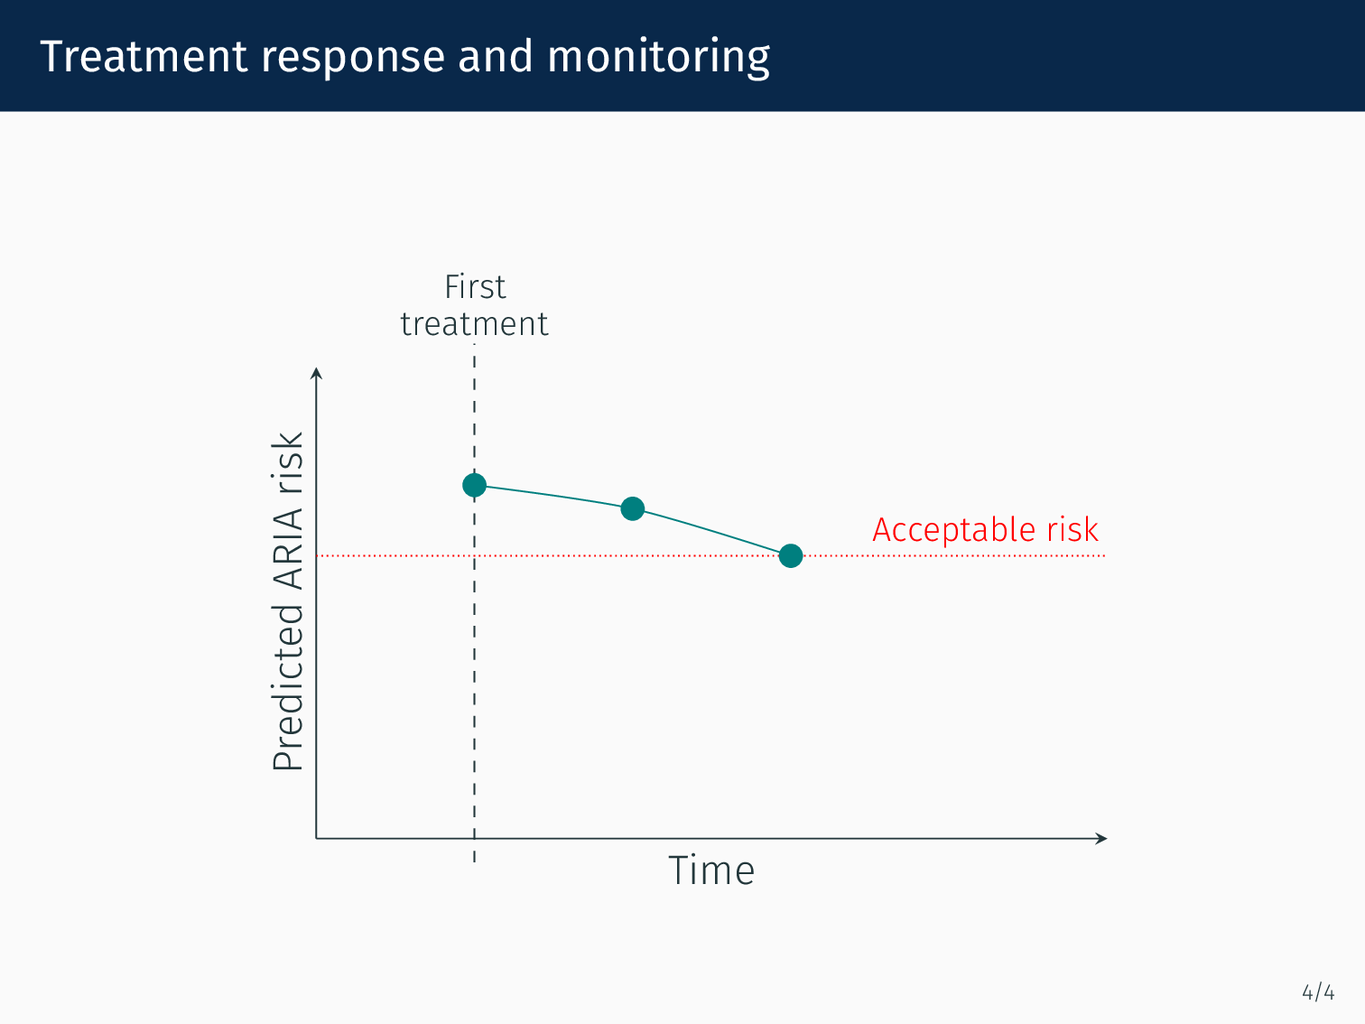 Treatment response and monitoring
First
treatment
Predicted ARIA risk
Acceptable risk
Time
4/4